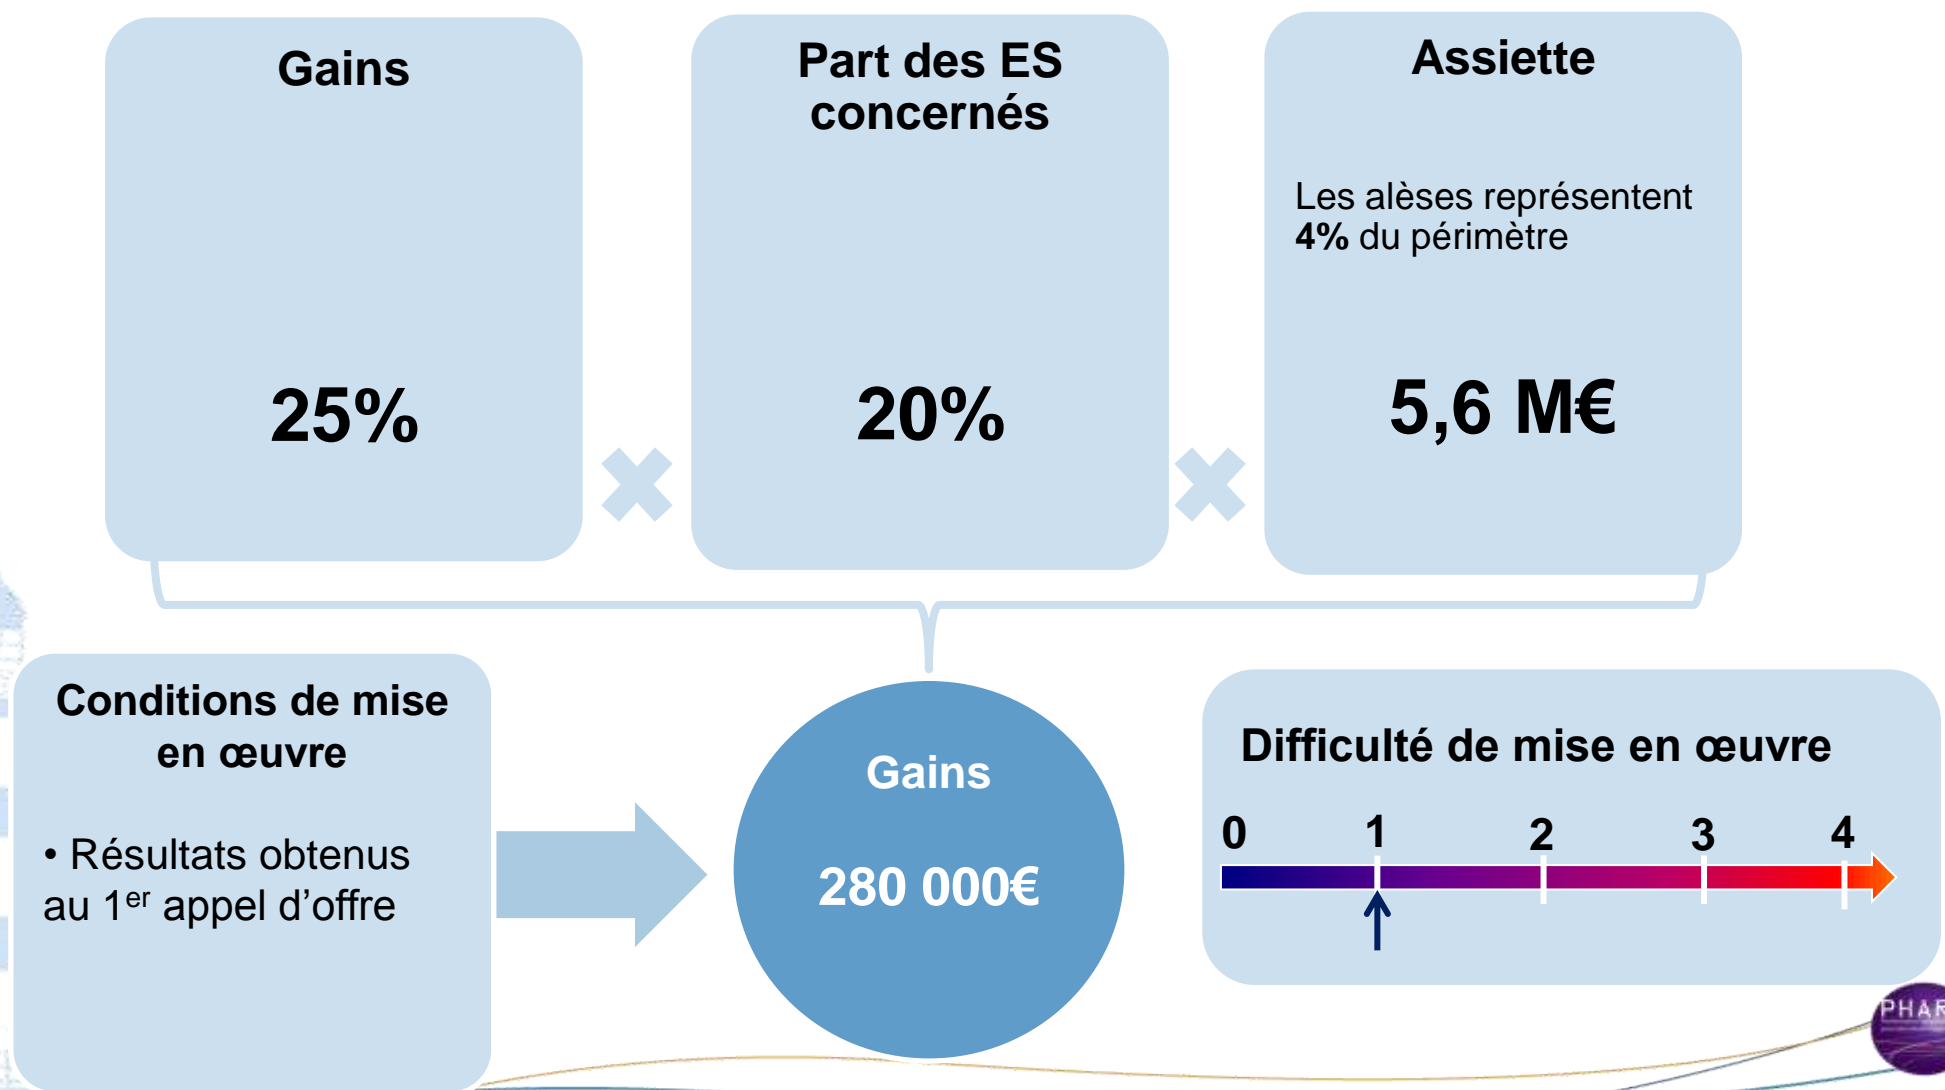 Gains
25%
Part des ES
concernés
20%
Assiette
Les alèses représentent
4% du périmètre
5,6 M€
Conditions de mise
en œuvre
• Résultats obtenus
au 1er appel d’offre
Gains
280 000€
Difficulté de mise en œuvre
0 1 2 3 4